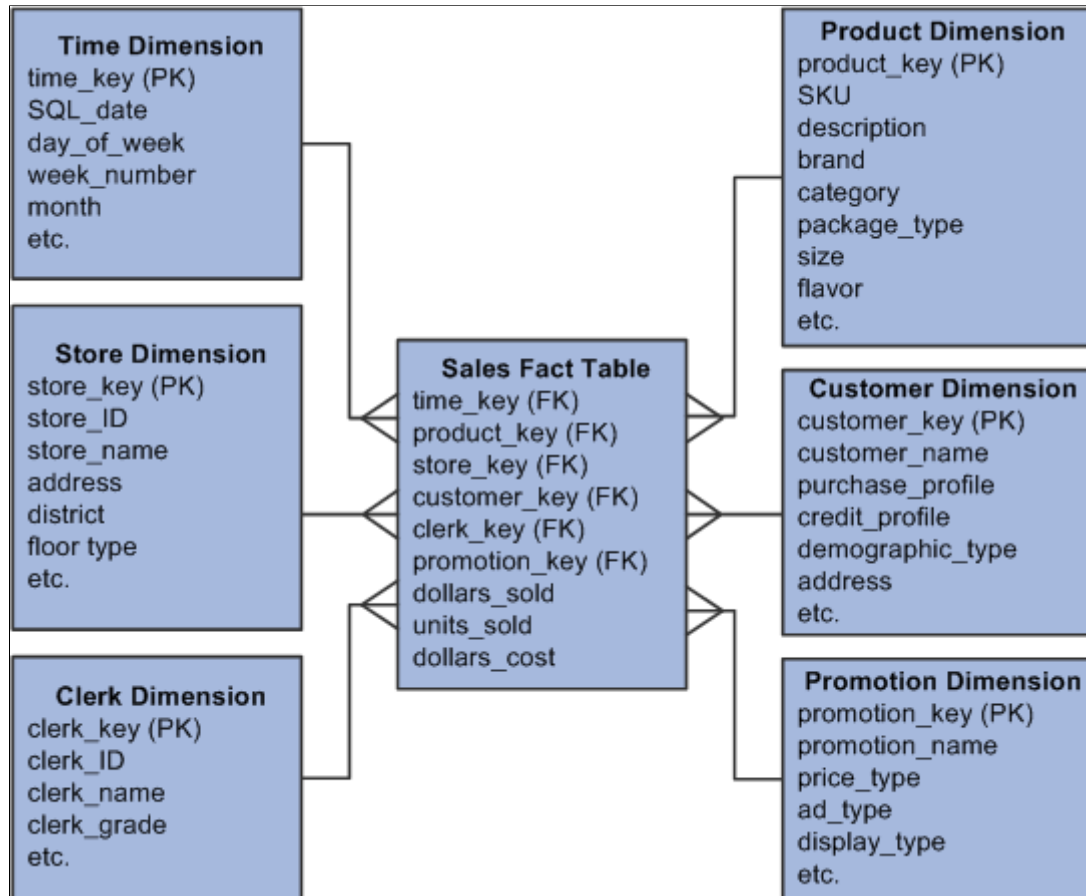 Time Dimension
time_key (PK)
SQL_date
day_of_week
week_number
month
etc.
Store Dimension
store_key (PK)
store_ID
store_name
address
district
floor type
etc.
Clerk Dimension
clerk_key (PK)
clerk_ID
clerk_name
clerk_grade
etc.
Sales Fact Table
time_key (FK)
product_key (FK)
store_key (FK)
customer_key (FK)
clerk_key (FK)
promotion_key (FK)
dollars_sold
units_sold
dollars_cost
Product Dimension
product_key (PK)
SKU
description
brand
category
package_type
size
flavor
etc.
Customer Dimension
customer_key (PK)
customer_name
purchase_profile
credit_profile
demographic_type
address
etc.
Promotion Dimension
promotion_key (PK)
promotion_name
price_type
ad_type
display_type
etc.